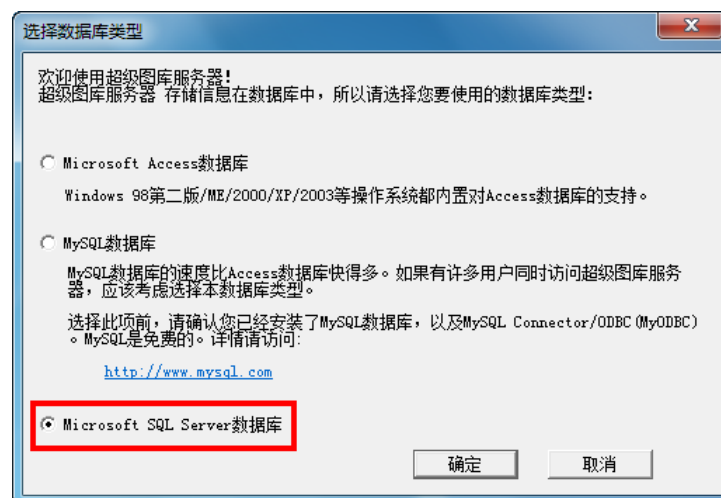 选择数据库类型
欢迎使用超级图库服务器!
超级图库服务器 存储信息在数据库中，所以请选择您要使用的数据库类型:
Microsoft Access数据库
Windows 98第二版/ME/2000/XP/2003等操作系统都内置对Access数据库的支持。
MySQL数据库
MySQL数据库的速度比Access数据库快得多。如果有许多用户同时访问超级图库服务
器，应该考虑选择本数据库类型。
选择此项前，请确认您已经安装了MySQL数据库，以及MySQL Connector/ODBC(MyODBC)
。MySQL是免费的。详情请访问:
http://www.mysql.com
Microsoft SQL Server数据库
确定 取消